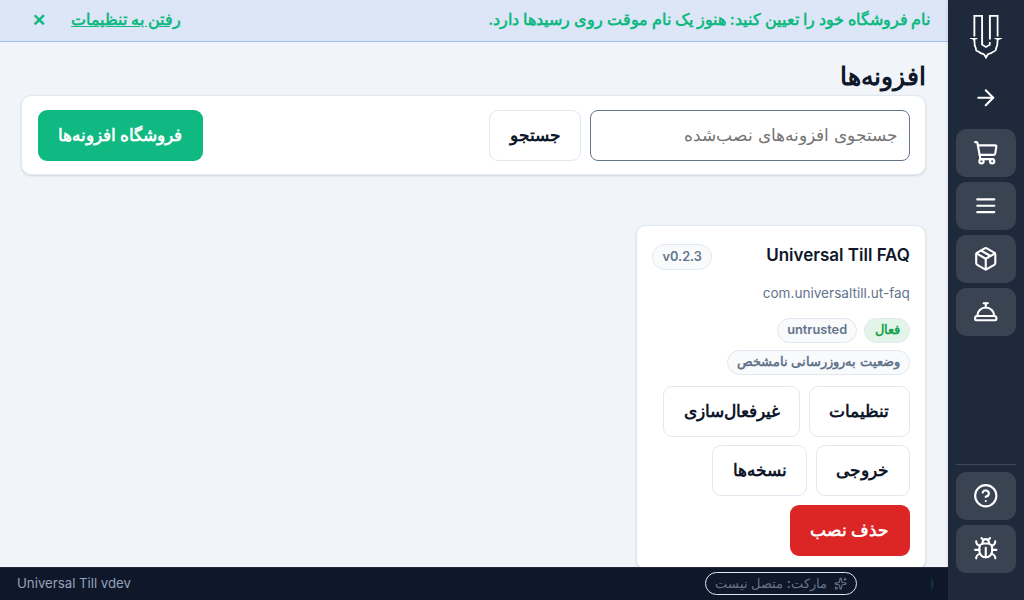 نام فروشگاه خود را تعیین کنید: هنوز یک نام موقت روی رسیدها دارد.
رفتن به تنظیمات ✕
افزونه‌ها
جستجوی افزونه‌های نصب‌شده
جستجو
فروشگاه افزونه‌ها
Universal Till FAQ
v0.2.3
com.universaltill.ut-faq
فعال
untrusted
وضعیت به‌روزرسانی نامشخص
تنظیمات
غیرفعال‌سازی
خروجی
نسخه‌ها
حذف نصب
مارکت: متصل نیست
Universal Till vdev